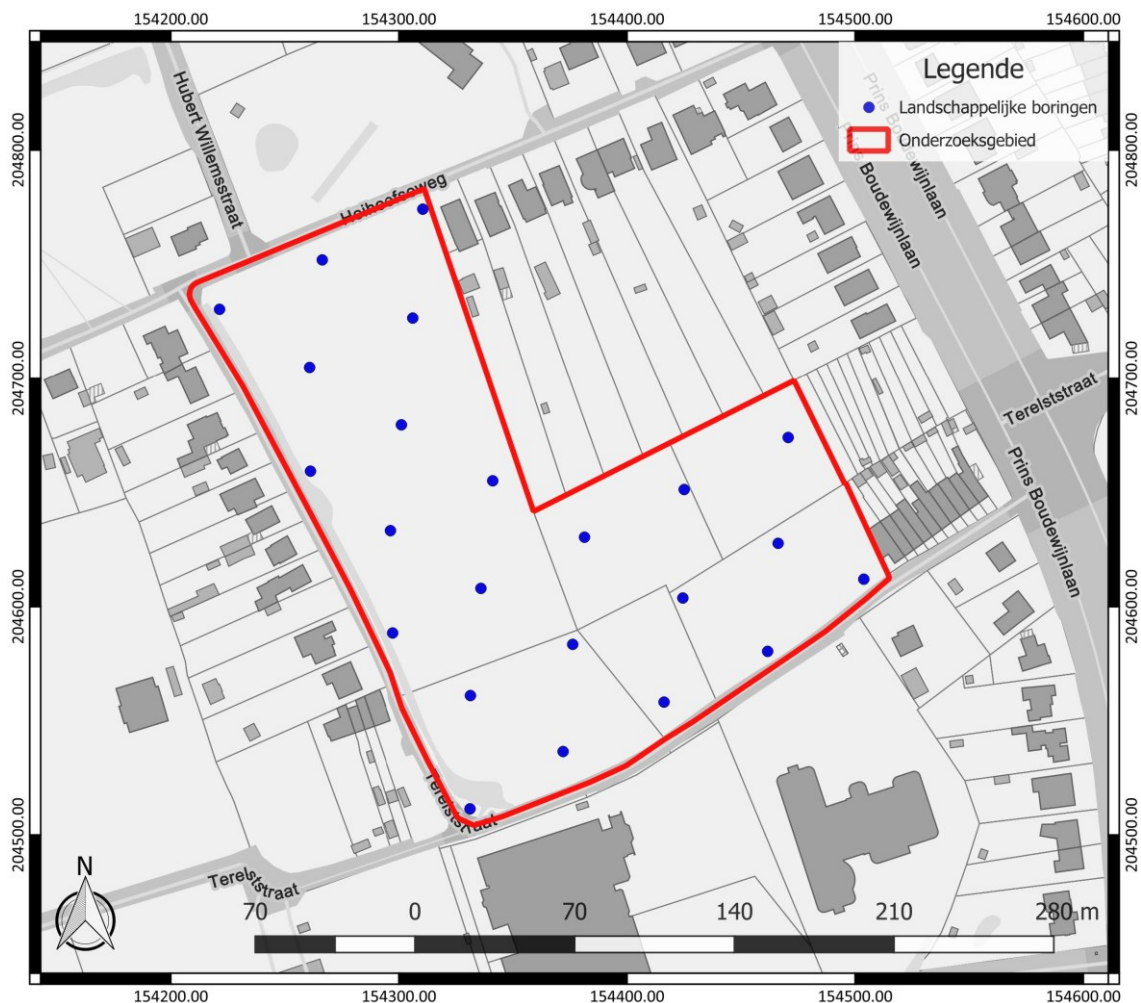 154200.00 154300.00 154400.00 154500.00 154600.00
Legende
Landschappelijke boringen
Onderzoeksgebied
Hubert Willemsstraat
Prins Boudewijnlaan
Prins Boudewijnlaan
204800.00
204800.00
Heihoefseweg
204700.00
204700.00
Terelststraat
Prins Boudewijnlaan
204600.00
204600.00
Terelststraat
204500.00
204500.00
Terelststraat
N
70 0 70 140 210 280 m
154200.00 154300.00 154400.00 154500.00 154600.00